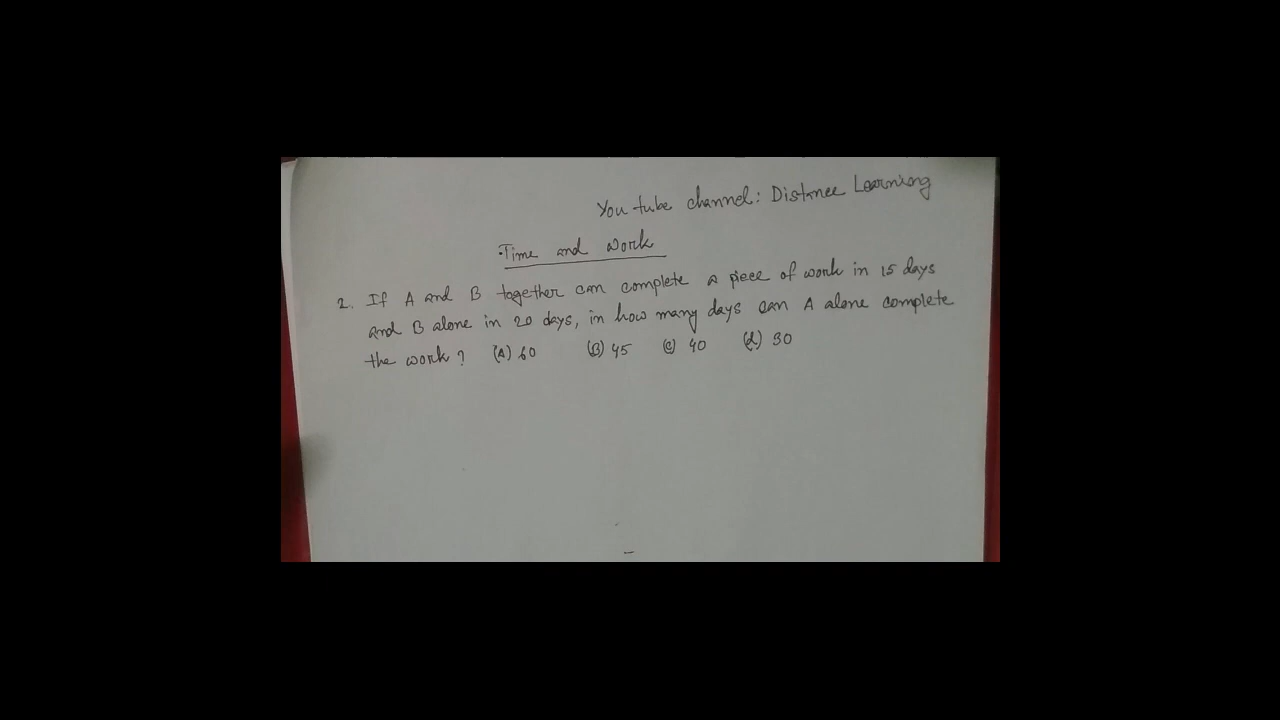 You tube channel: Distance Learning
Time and work
2. If A and B together can complete a piece of work in 15 days
and B alone in 20 days, in how many days can A alone complete
the work? (A) 60 (B) 45 (C) 40 (d) 30